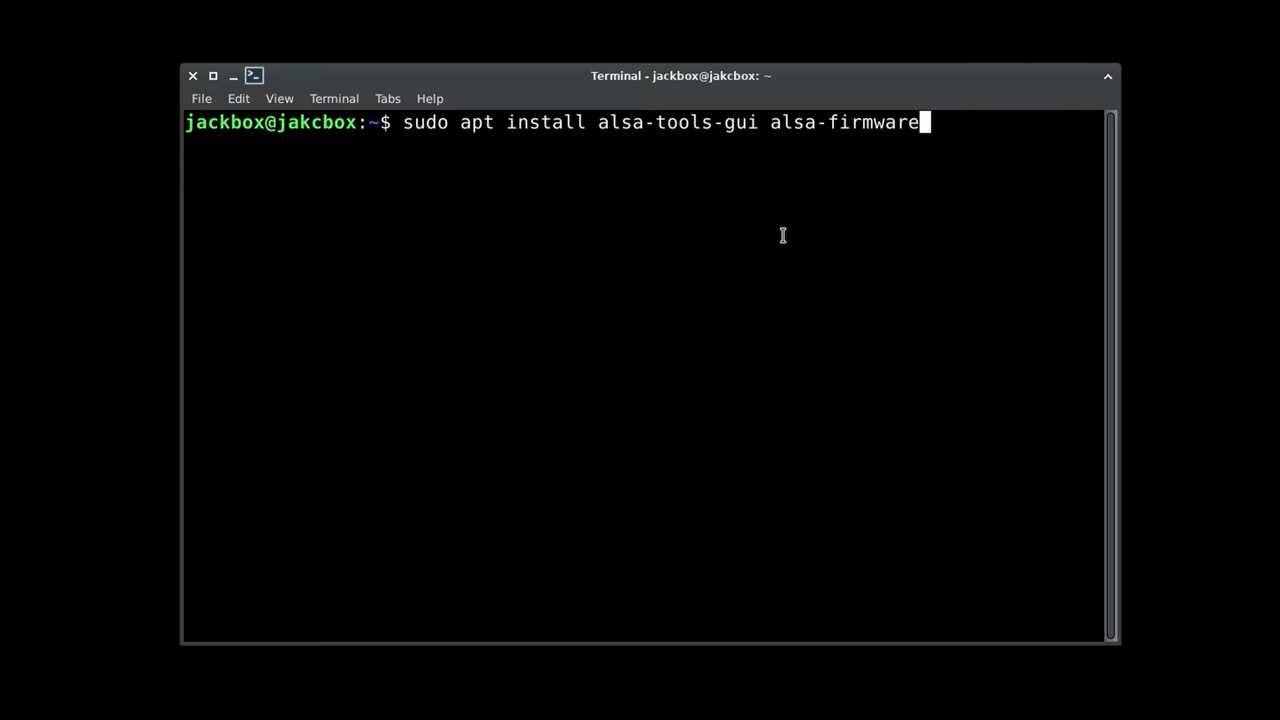 Terminal - jackbox@jakcbox: ~
File Edit View Terminal Tabs Help
jackbox@jakcbox:~$ sudo apt install alsa-tools-gui alsa-firmware